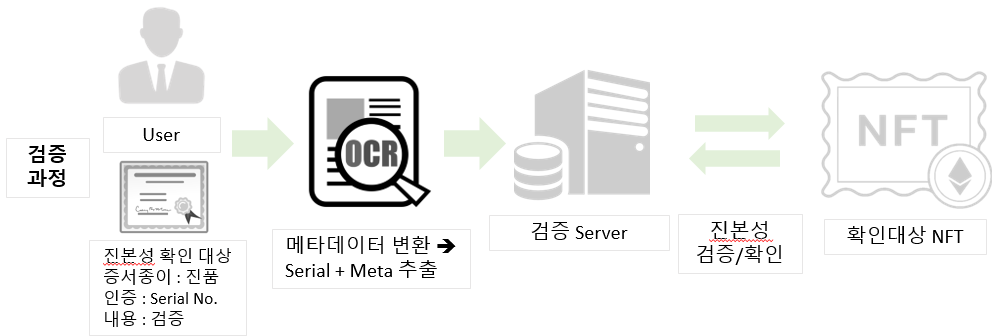 검증
과정
User
진본성 확인 대상
증서종이 : 진품
인증 : Serial No.
내용 : 검증
OCR
메타데이터 변환 ➔
Serial + Meta 추출
검증 Server
진본성
검증/확인
NFT
확인대상 NFT